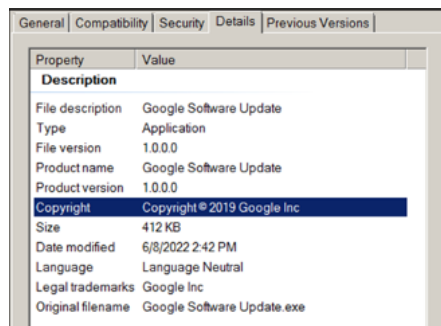 General Compatibility Security Details Previous Versions
Property Value
Description
File description Google Software Update
Type Application
File version 1.0.0.0
Product name Google Software Update
Product version 1.0.0.0
Copyright Copyright © 2019 Google Inc
Size 412 KB
Date modified 6/8/2022 2:42 PM
Language Language Neutral
Legal trademarks Google Inc
Original filename Google Software Update.exe